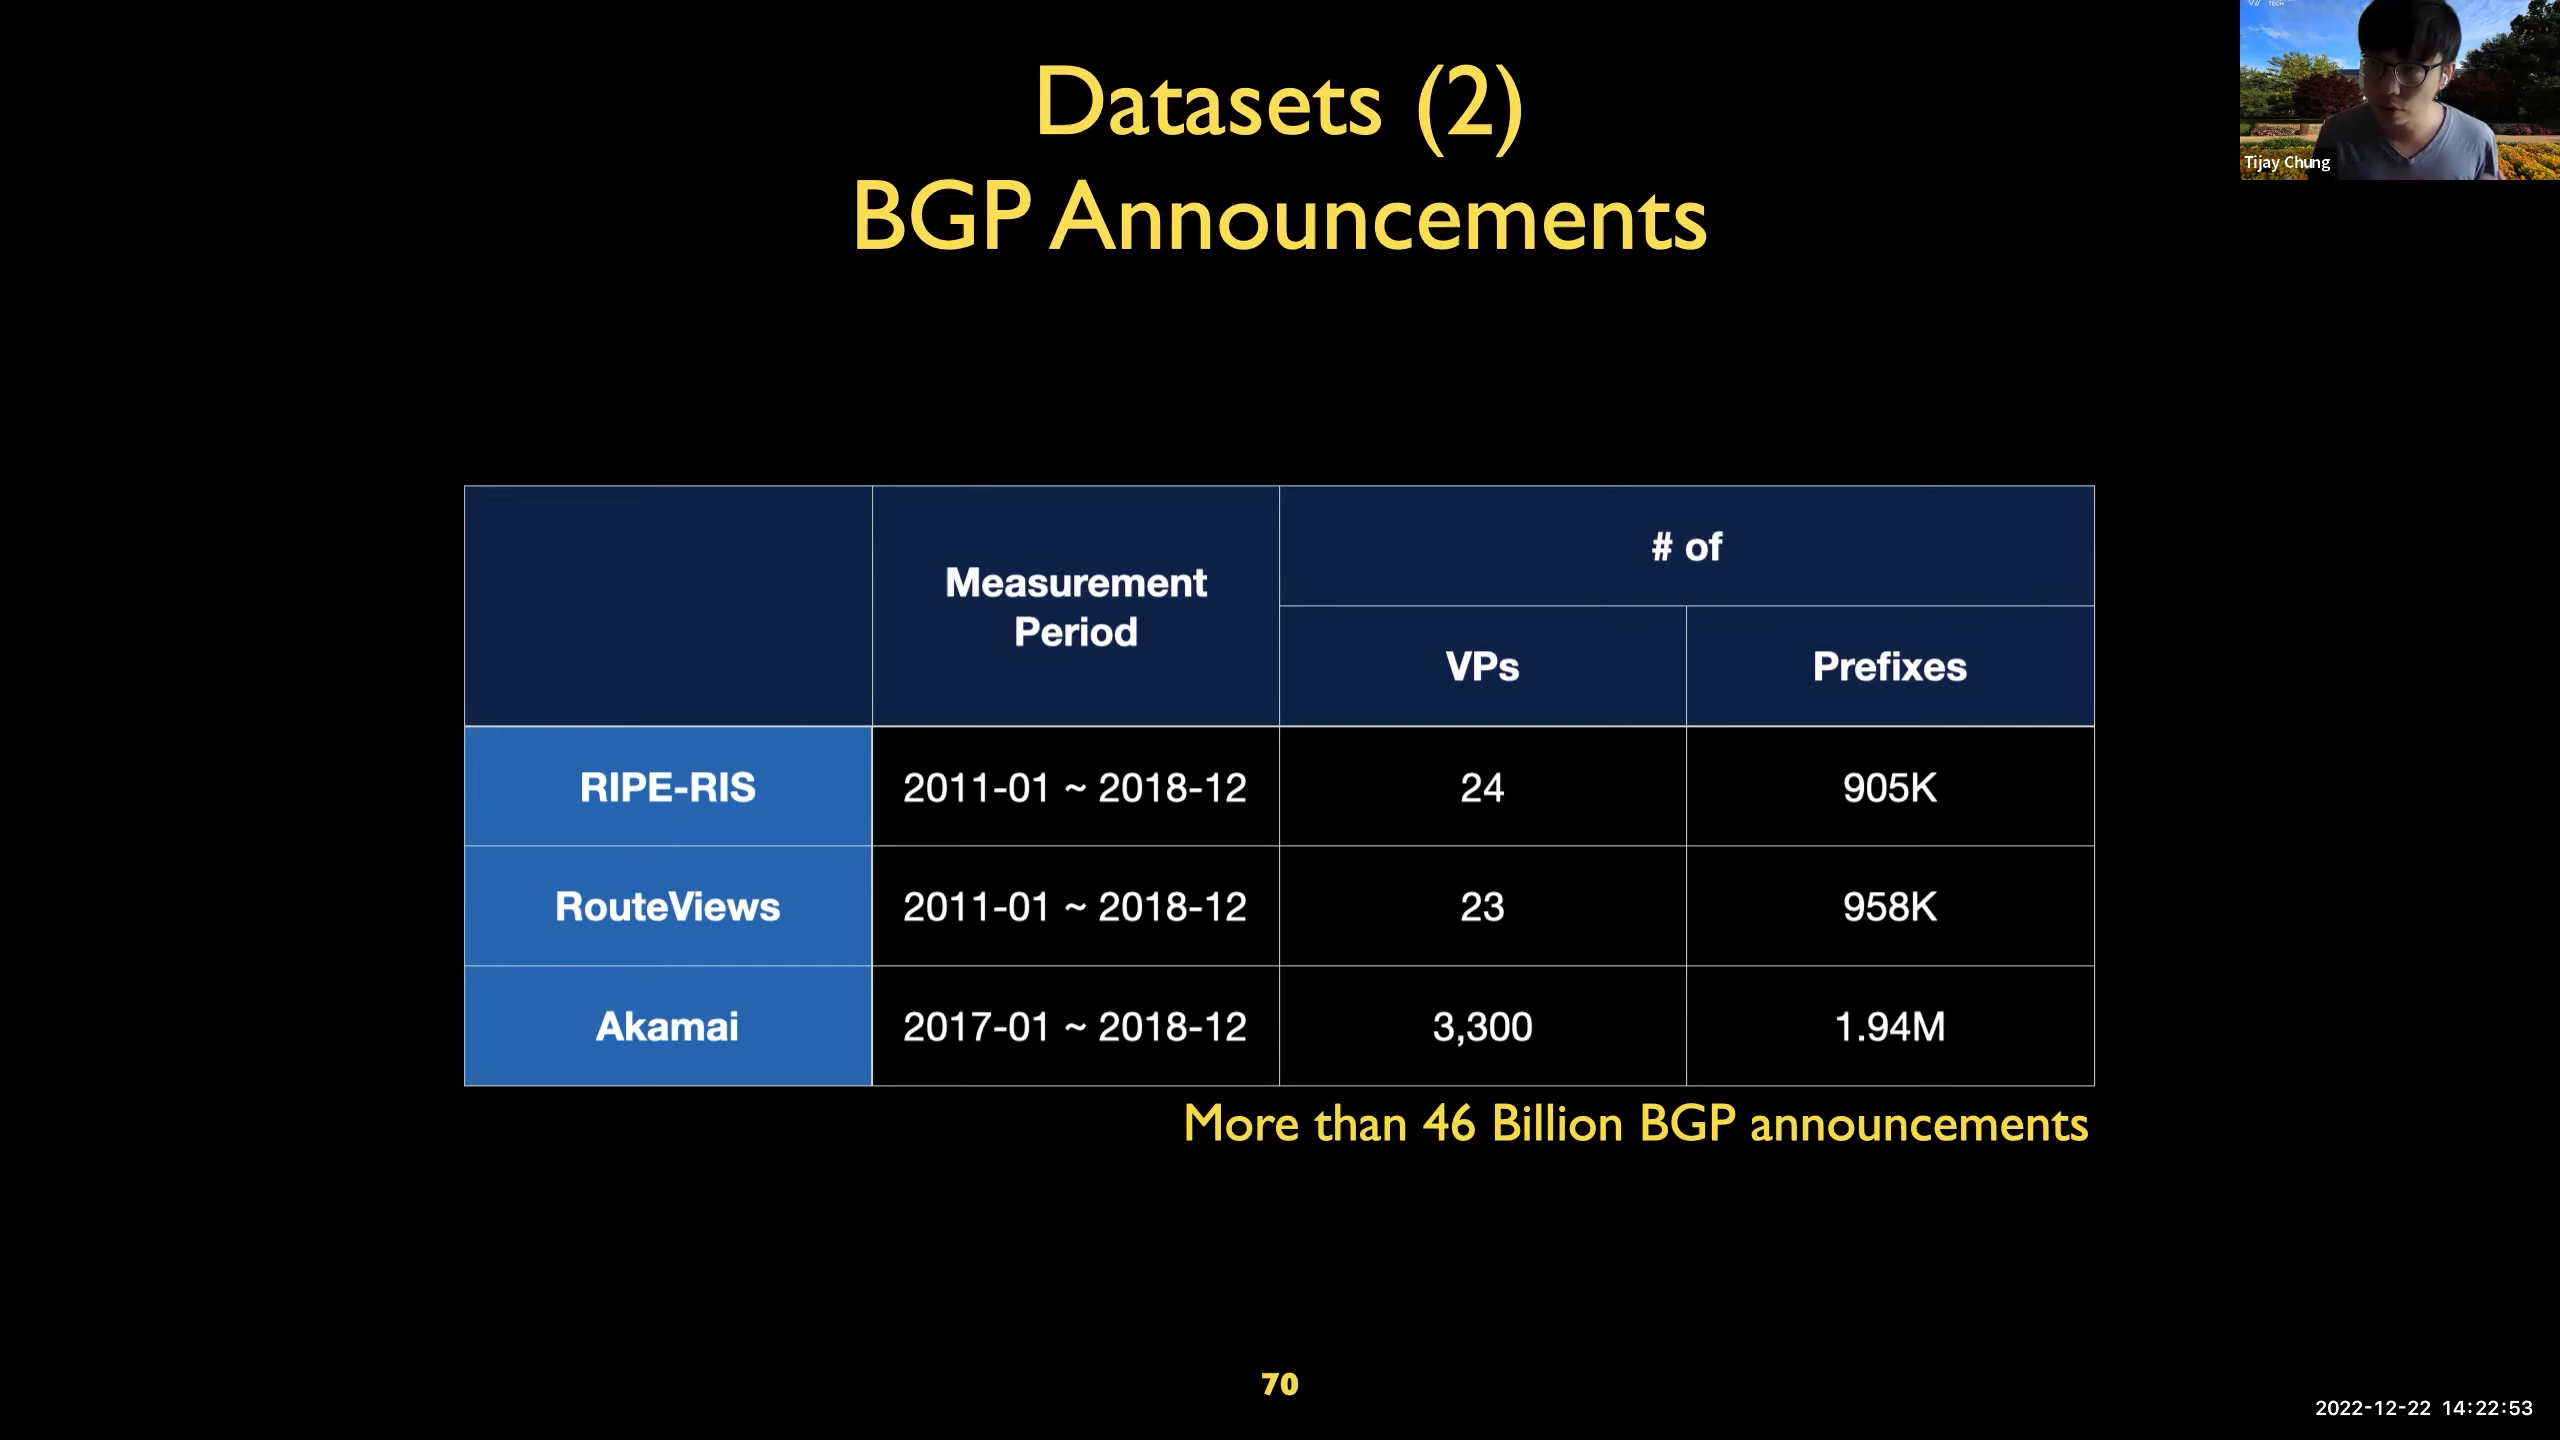 Datasets (2)
BGP Announcements
TECH
Tijay Chung
Measurement
Period
# of
VPs
Prefixes
RIPE-RIS
2011-01 ~ 2018-12
24
905K
RouteViews
2011-01 ~ 2018-12
23
958K
Akamai
2017-01 ~ 2018-12
3,300
1.94M
More than 46 Billion BGP announcements
70
2022-12-22 14:22:53